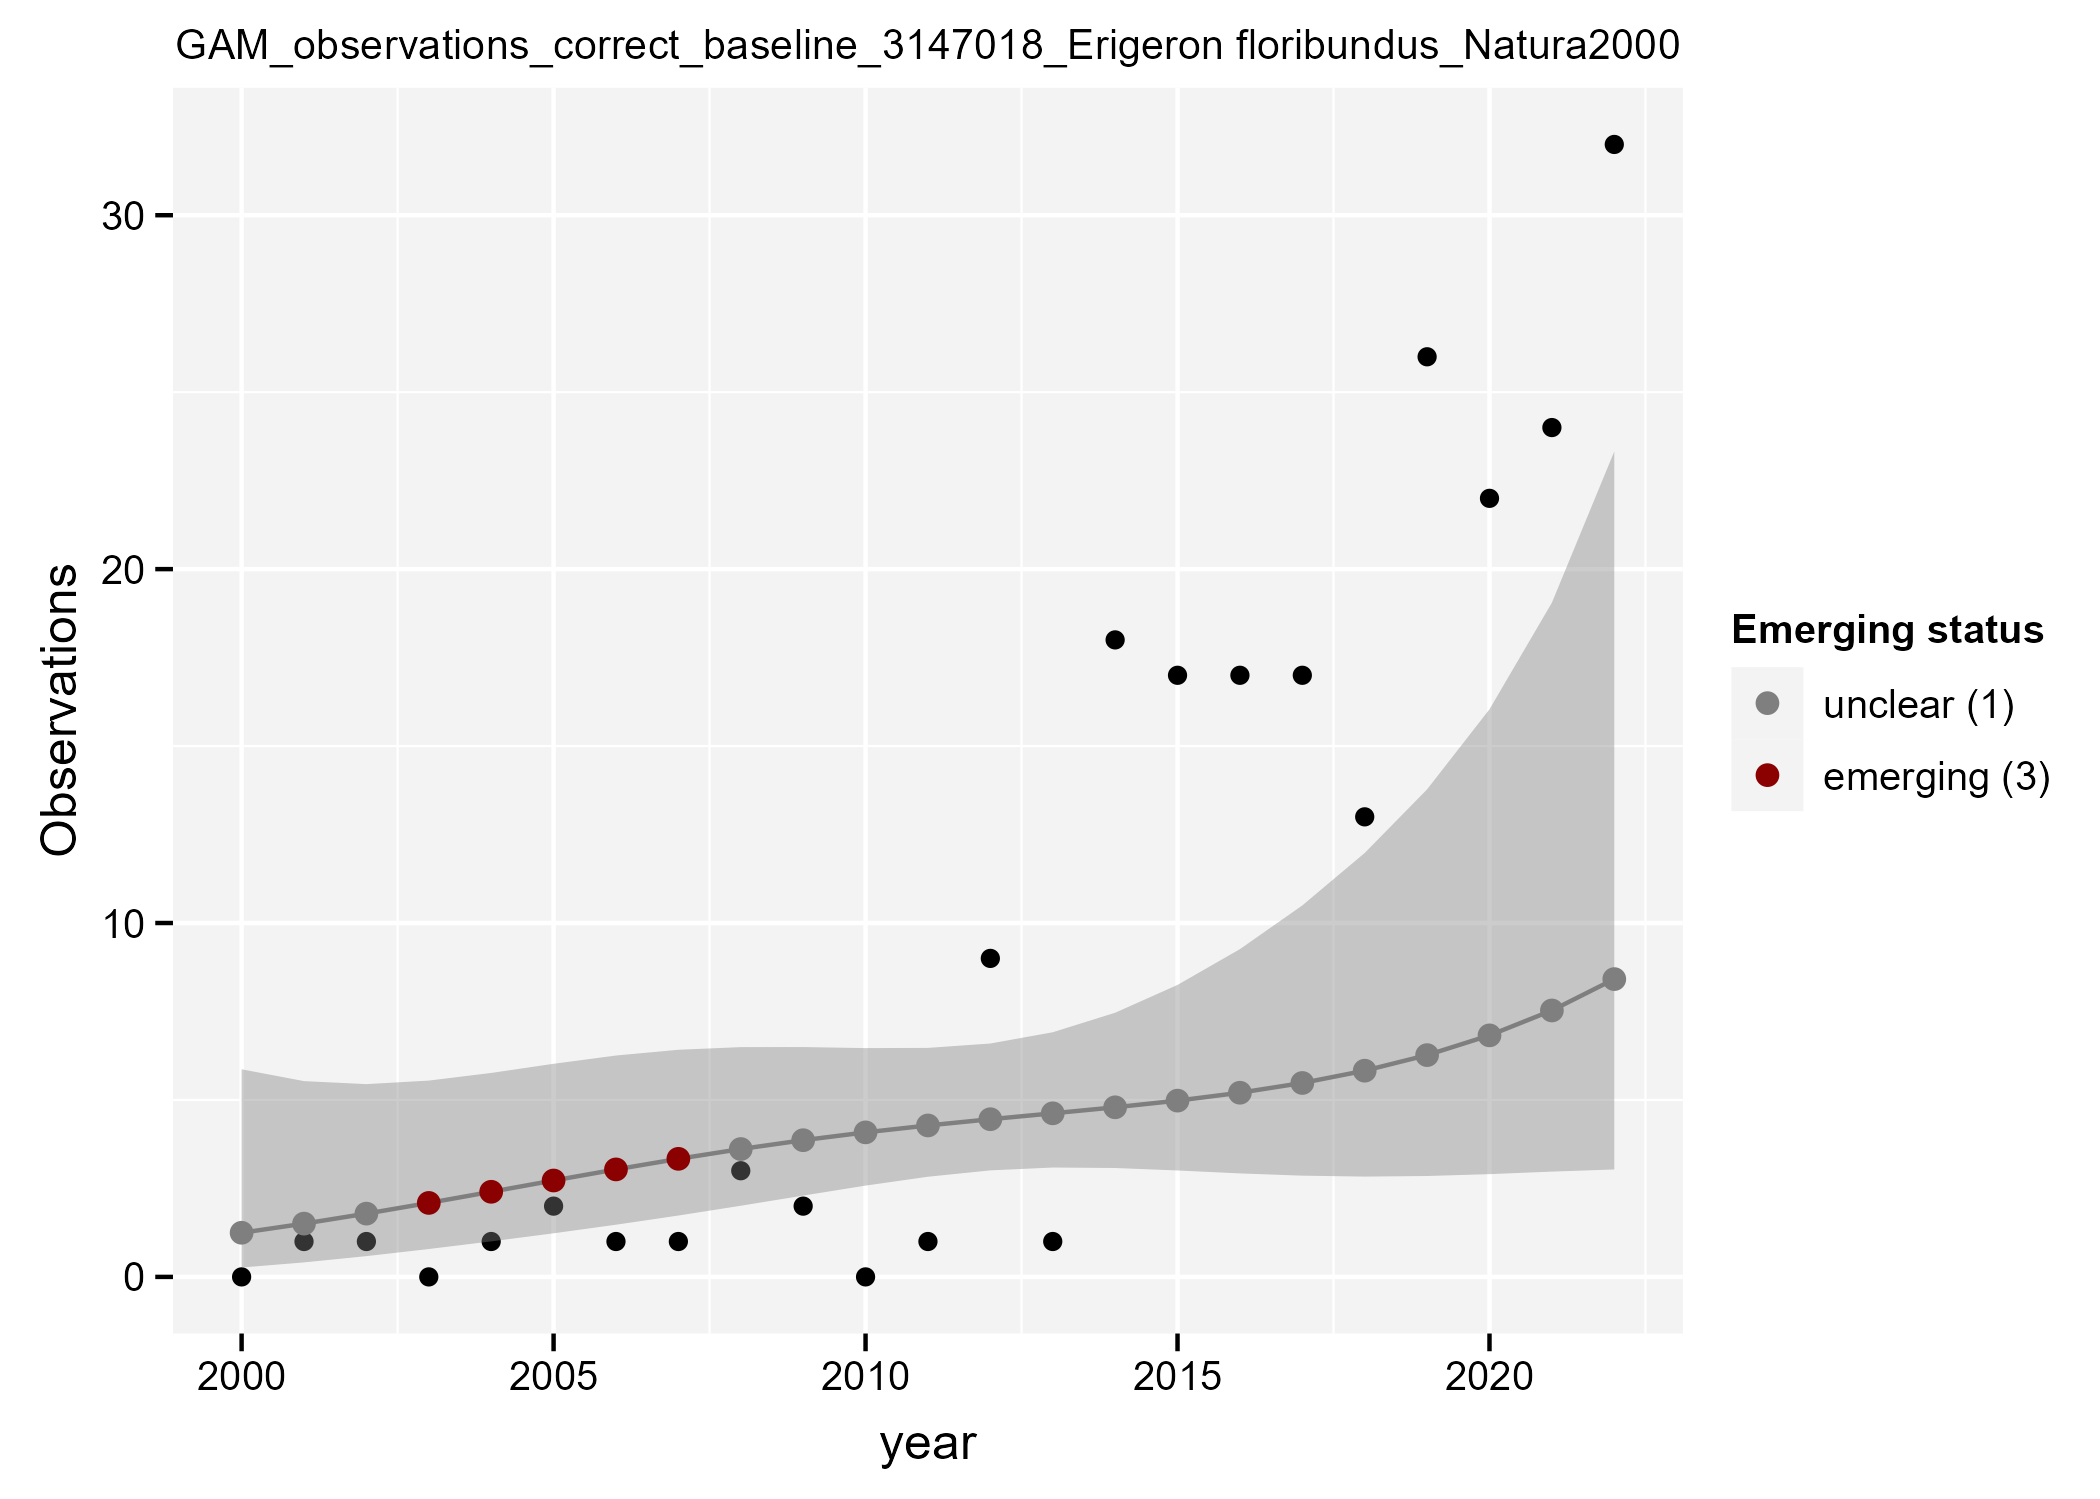 GAM_observations_correct_baseline_3147018_Erigeron floribundus_Natura2000
Observations
30
20
10
0
2000
2005
2010
2015
2020
year
Emerging status
unclear (1)
emerging (3)